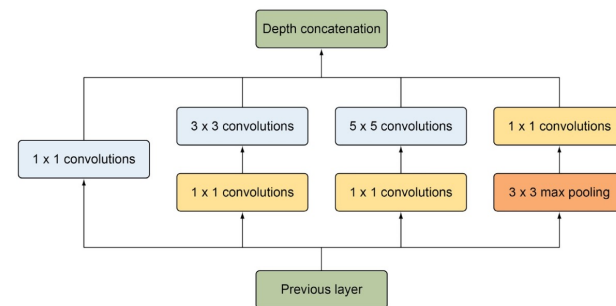 Depth concatenation
3 x 3 convolutions
5 x 5 convolutions
1 x 1 convolutions
1 x 1 convolutions
1 x 1 convolutions
1 x 1 convolutions
3 x 3 max pooling
Previous layer